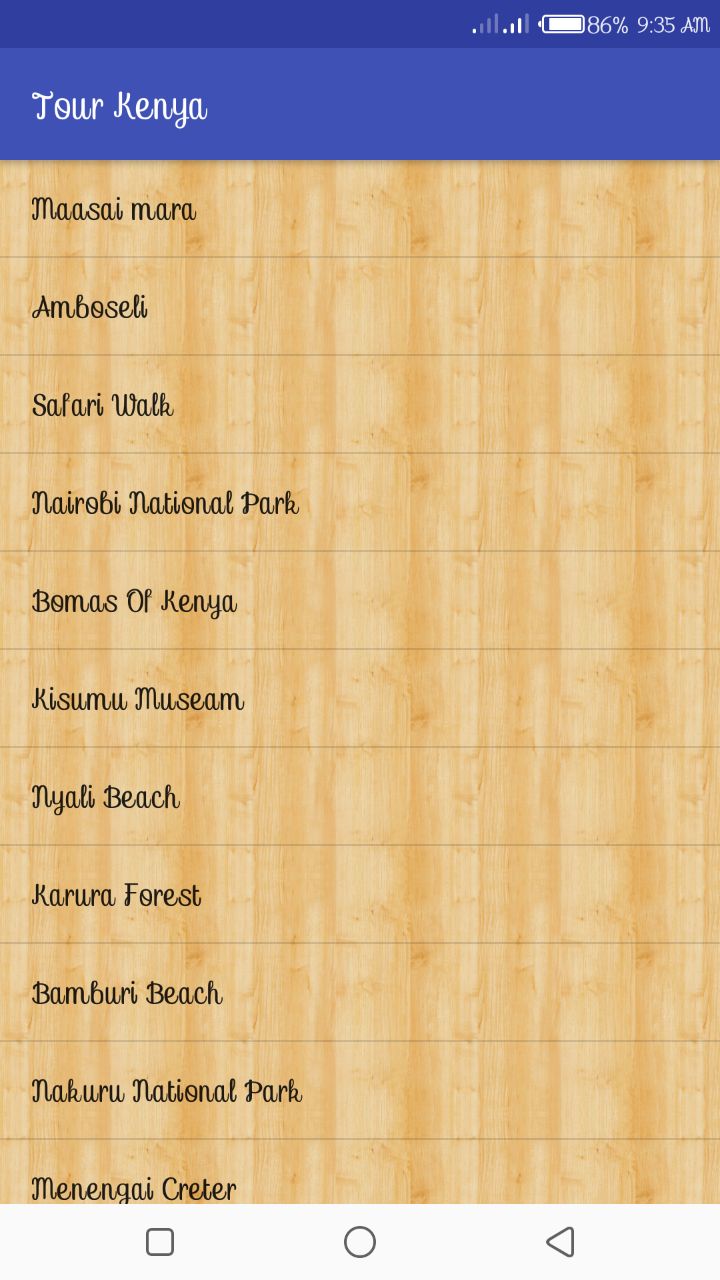 86% 9:35 AM
Tour Kenya
Maasai mara
Amboseli
Safari Walk
Nairobi National Park
Bomas Of Kenya
Kisumu Museam
Nyali Beach
Karura Forest
Bamburi Beach
Nakuru National Park
Menengai Creter